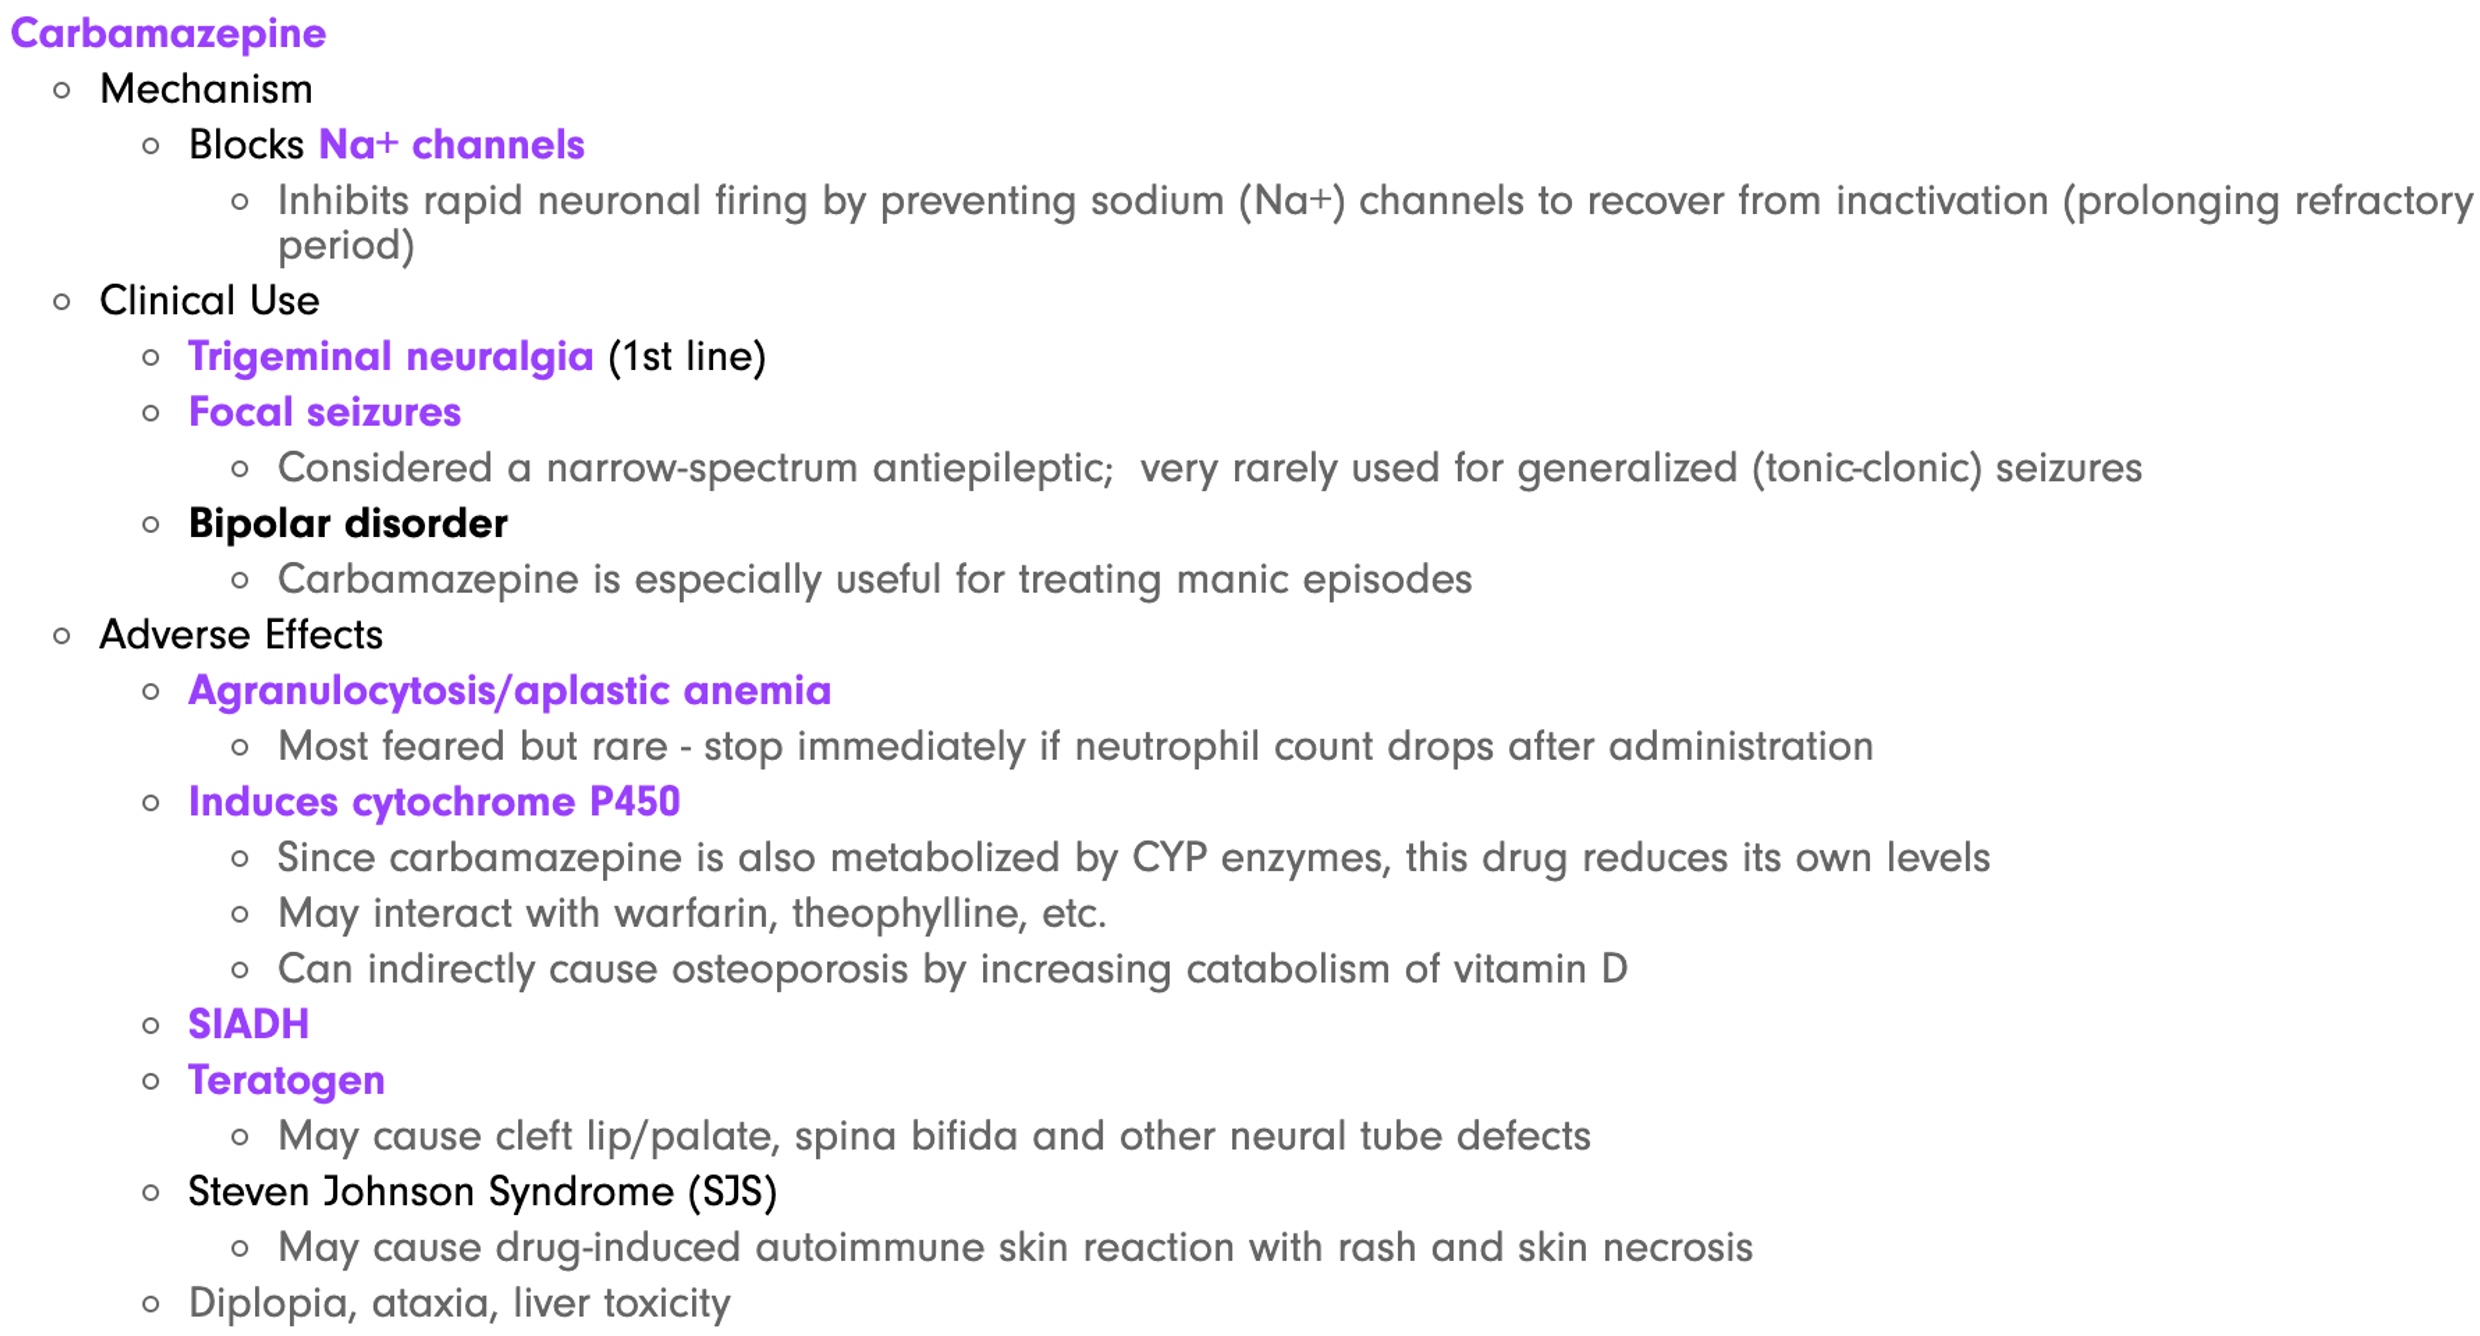 Carbamazepine
Mechanism
Blocks Na+ channels
Inhibits rapid neuronal firing by preventing sodium (Na+) channels to recover from inactivation (prolonging refractory
period)
Clinical Use
Trigeminal neuralgia (1st line)
Focal seizures
Considered a narrow-spectrum antiepileptic;  very rarely used for generalized (tonic-clonic) seizures
Bipolar disorder
Carbamazepine is especially useful for treating manic episodes
Adverse Effects
Agranulocytosis/aplastic anemia
Most feared but rare - stop immediately if neutrophil count drops after administration
Induces cytochrome P450
Since carbamazepine is also metabolized by CYP enzymes, this drug reduces its own levels
May interact with warfarin, theophylline, etc.
Can indirectly cause osteoporosis by increasing catabolism of vitamin D
SIADH
Teratogen
May cause cleft lip/palate, spina bifida and other neural tube defects
Steven Johnson Syndrome (SJS)
May cause drug-induced autoimmune skin reaction with rash and skin necrosis
Diplopia, ataxia, liver toxicity